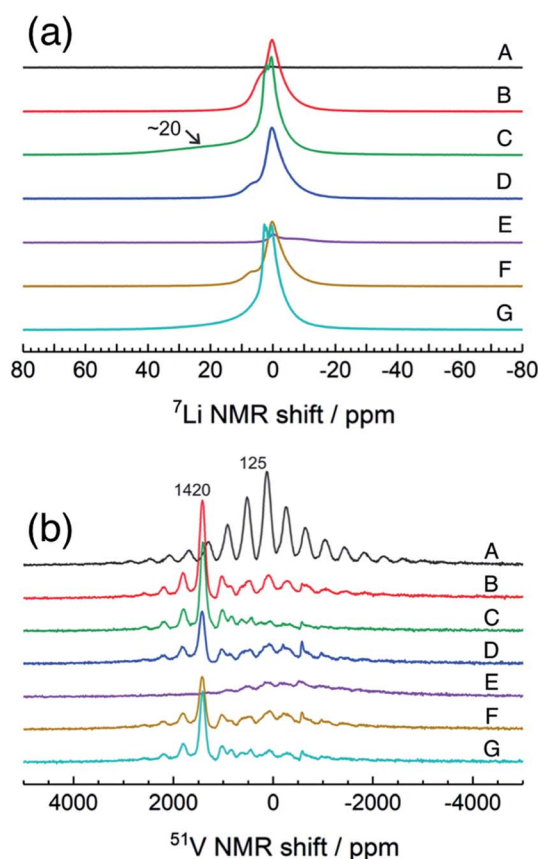 (a)
A
B
~20
C
D
E
F
G
80 60 40 20 0 -20 -40 -60 -80
⁷Li NMR shift / ppm
(b)
125
1420
A
B
C
D
E
F
G
4000 2000 0 -2000 -4000
⁵¹V NMR shift / ppm